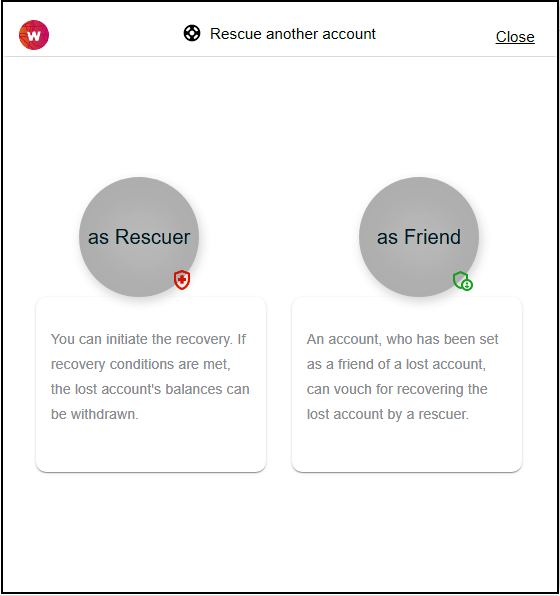 w
Rescue another account
Close
as Rescuer
as Friend
You can initiate the recovery. If
recovery conditions are met,
the lost account's balances can
be withdrawn.
An account, who has been set
as a friend of a lost account,
can vouch for recovering the
lost account by a rescuer.